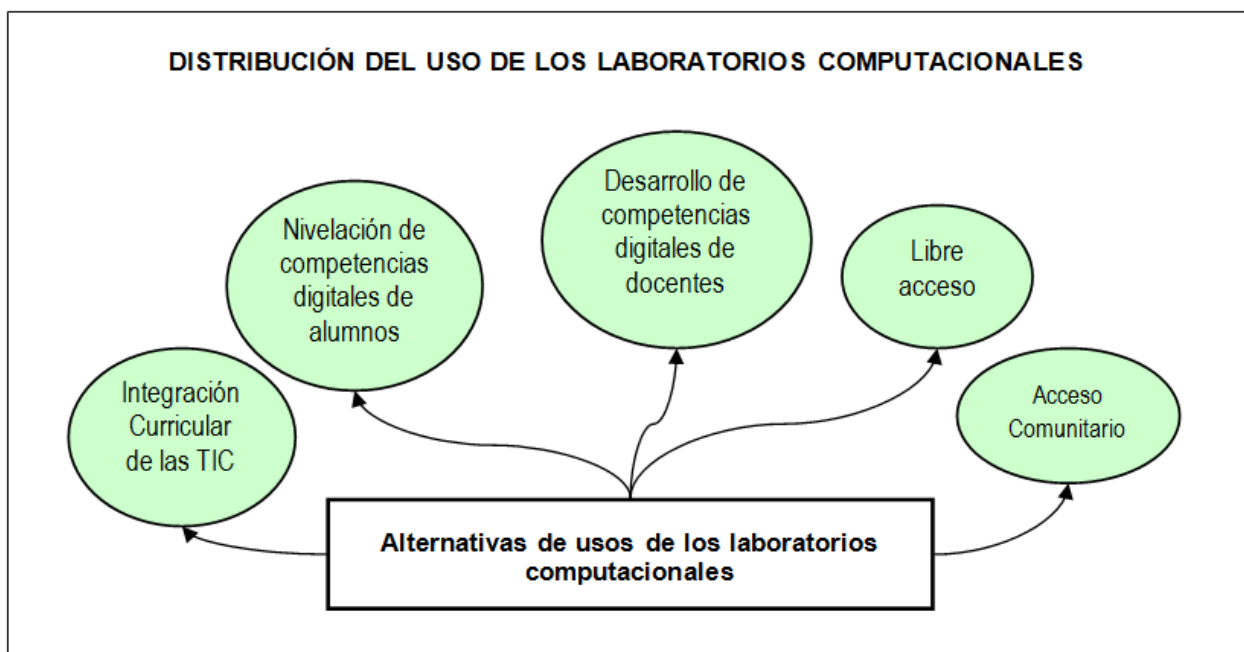 DISTRIBUCIÓN DEL USO DE LOS LABORATORIOS COMPUTACIONALES
Integración
Curricular
de las TIC
Nivelación de
competencias
digitales de
alumnos
Desarrollo de
competencias
digitales de
docentes
Libre
acceso
Acceso
Comunitario
Alternativas de usos de los laboratorios
computacionales